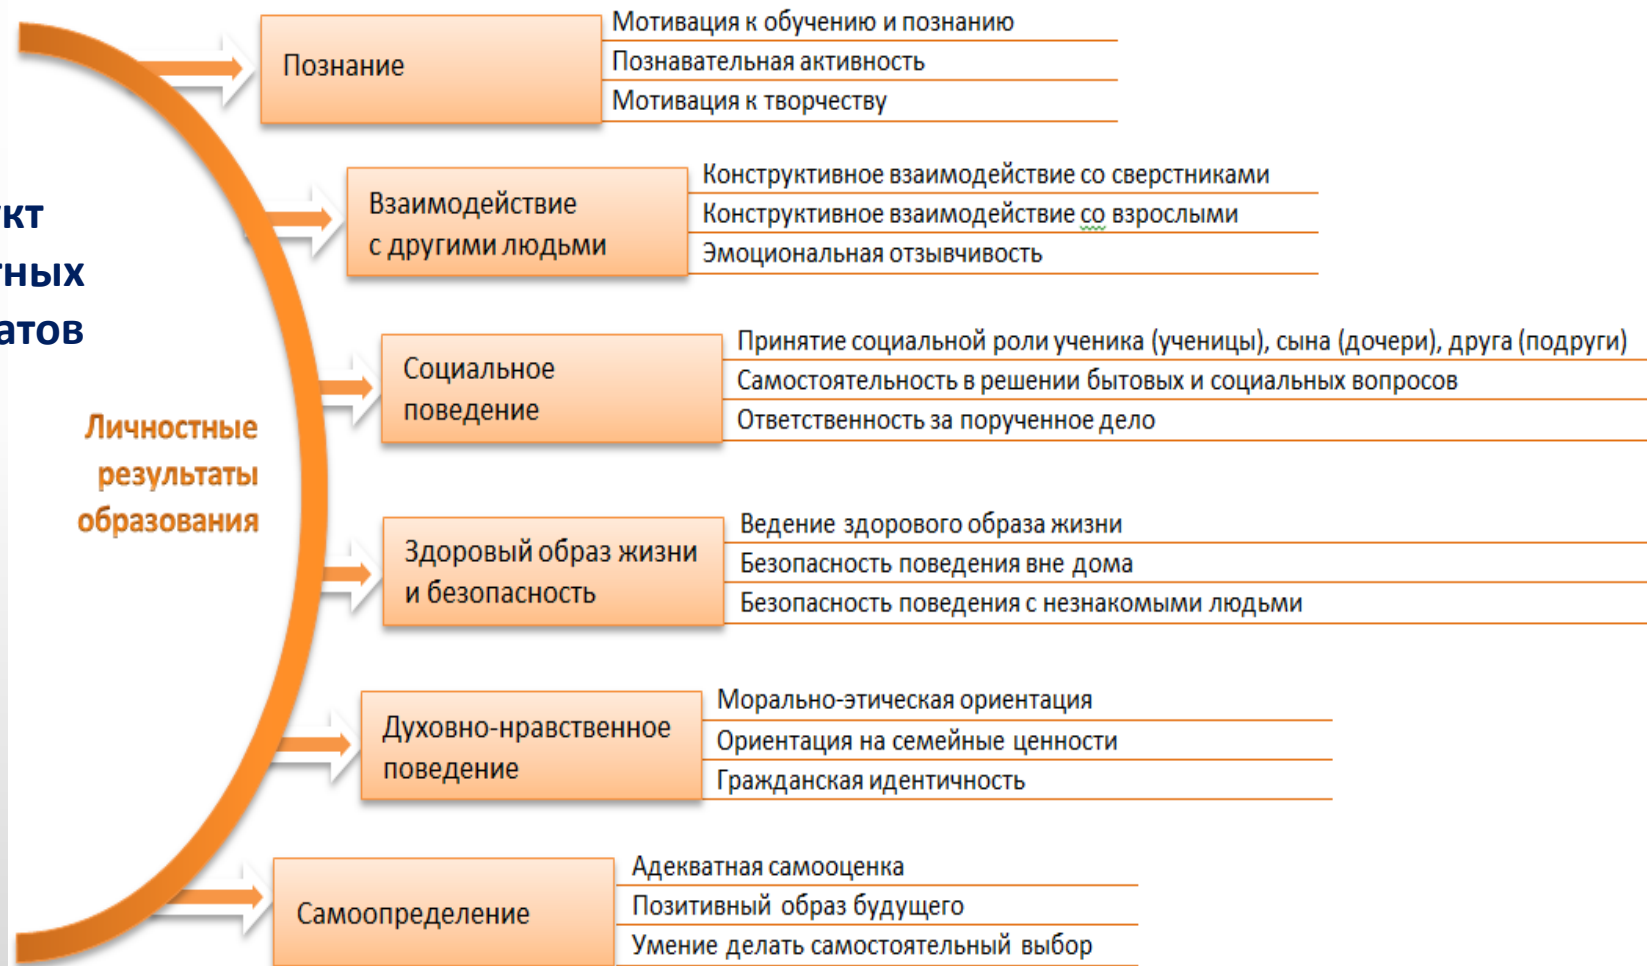 Познание
Мотивация к обучению и познанию
Познавательная активность
Мотивация к творчеству
Взаимодействие
с другими людьми
Конструктивное взаимодействие со сверстниками
Конструктивное взаимодействие со взрослыми
Эмоциональная отзывчивость
Социальное
поведение
Принятие социальной роли ученика (ученицы), сына (дочери), друга (подруги)
Самостоятельность в решении бытовых и социальных вопросов
Ответственность за порученное дело
Личностные
результаты
образования
Здоровый образ жизни
и безопасность
Ведение здорового образа жизни
Безопасность поведения вне дома
Безопасность поведения с незнакомыми людьми
Духовно-нравственное
поведение
Морально-этическая ориентация
Ориентация на семейные ценности
Гражданская идентичность
Самоопределение
Адекватная самооценка
Позитивный образ будущего
Умение делать самостоятельный выбор